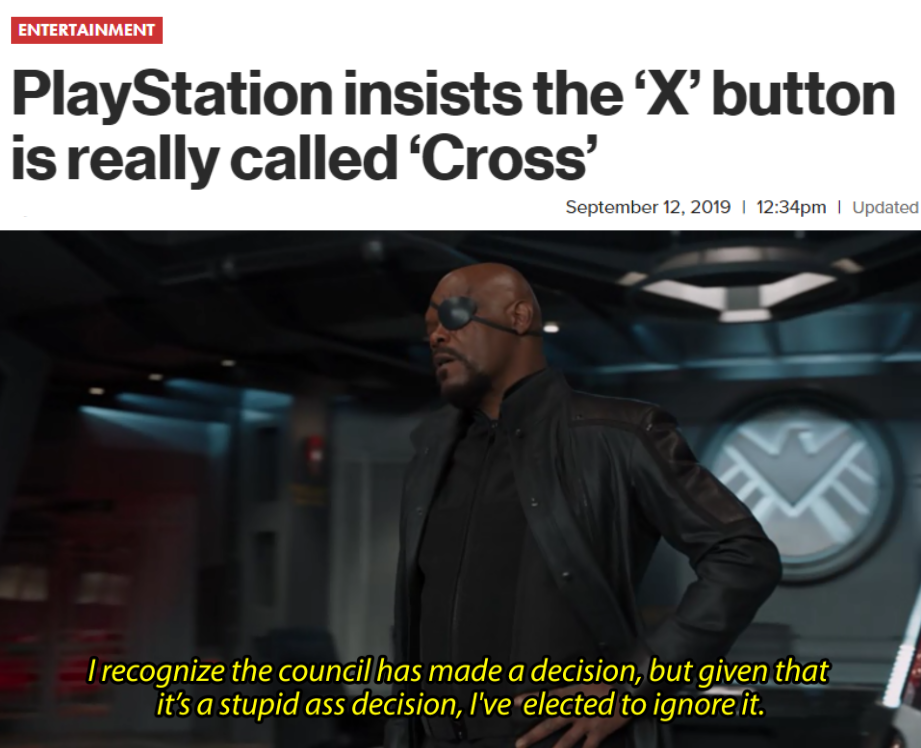 ENTERTAINMENT
PlayStation insists the ‘X’ button
is really called ‘Cross’
September 12, 2019 | 12:34pm | Updated
I recognize the council has made a decision, but given that
it's a stupid ass decision, I've elected to ignore it.